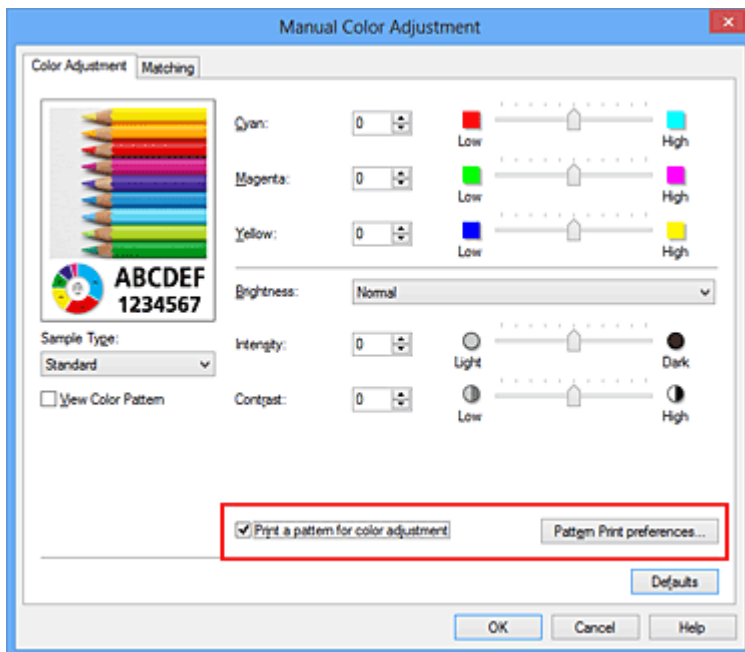 Manual Color Adjustment
Color Adjustment Matching
Cyan: 0 Low High
Magenta: 0 Low High
Yellow: 0 Low High
ABCDEF
1234567
Brightness: Normal
Sample Type:
Standard
Intensity: 0 Light Dark
View Color Pattern
Contrast: 0 Low High
Print a pattern for color adjustment Pattern Print preferences...
Defaults
OK Cancel Help